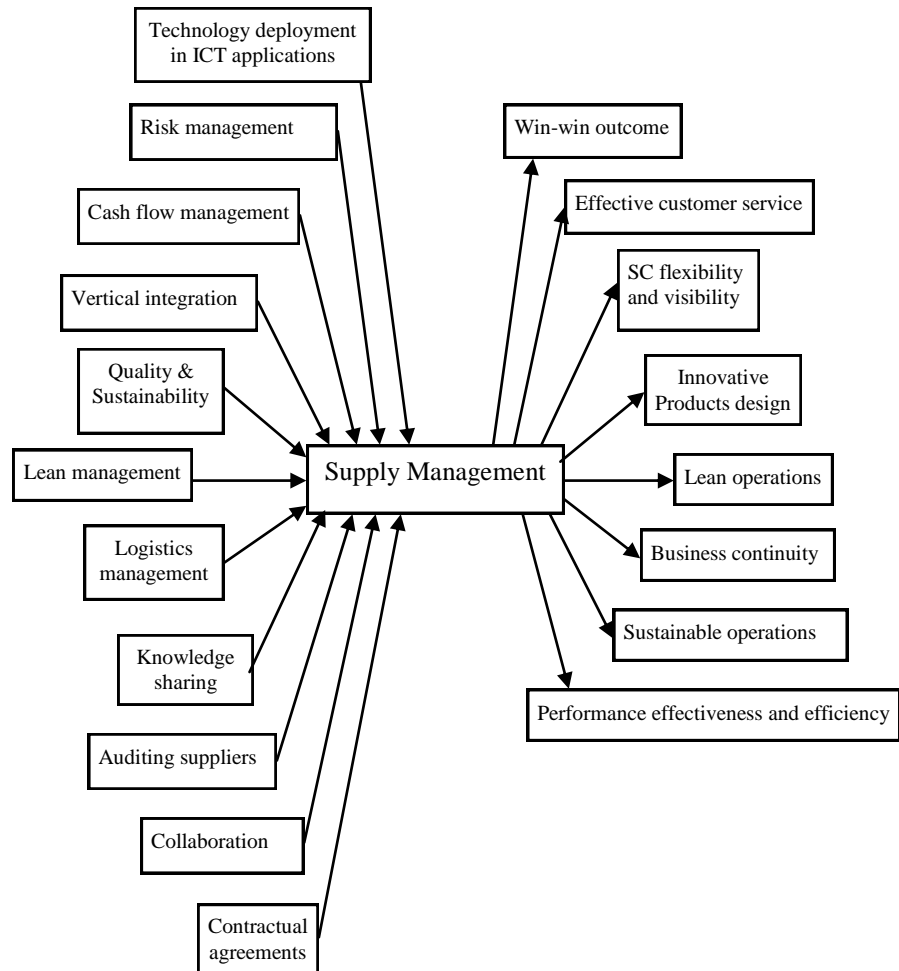 Technology deployment
in ICT applications
Risk management
Cash flow management
Vertical integration
Quality &
Sustainability
Lean management
Logistics
management
Knowledge
sharing
Auditing suppliers
Collaboration
Contractual
agreements
Supply Management
Win-win outcome
Effective customer service
SC flexibility
and visibility
Innovative
Products design
Lean operations
Business continuity
Sustainable operations
Performance effectiveness and efficiency